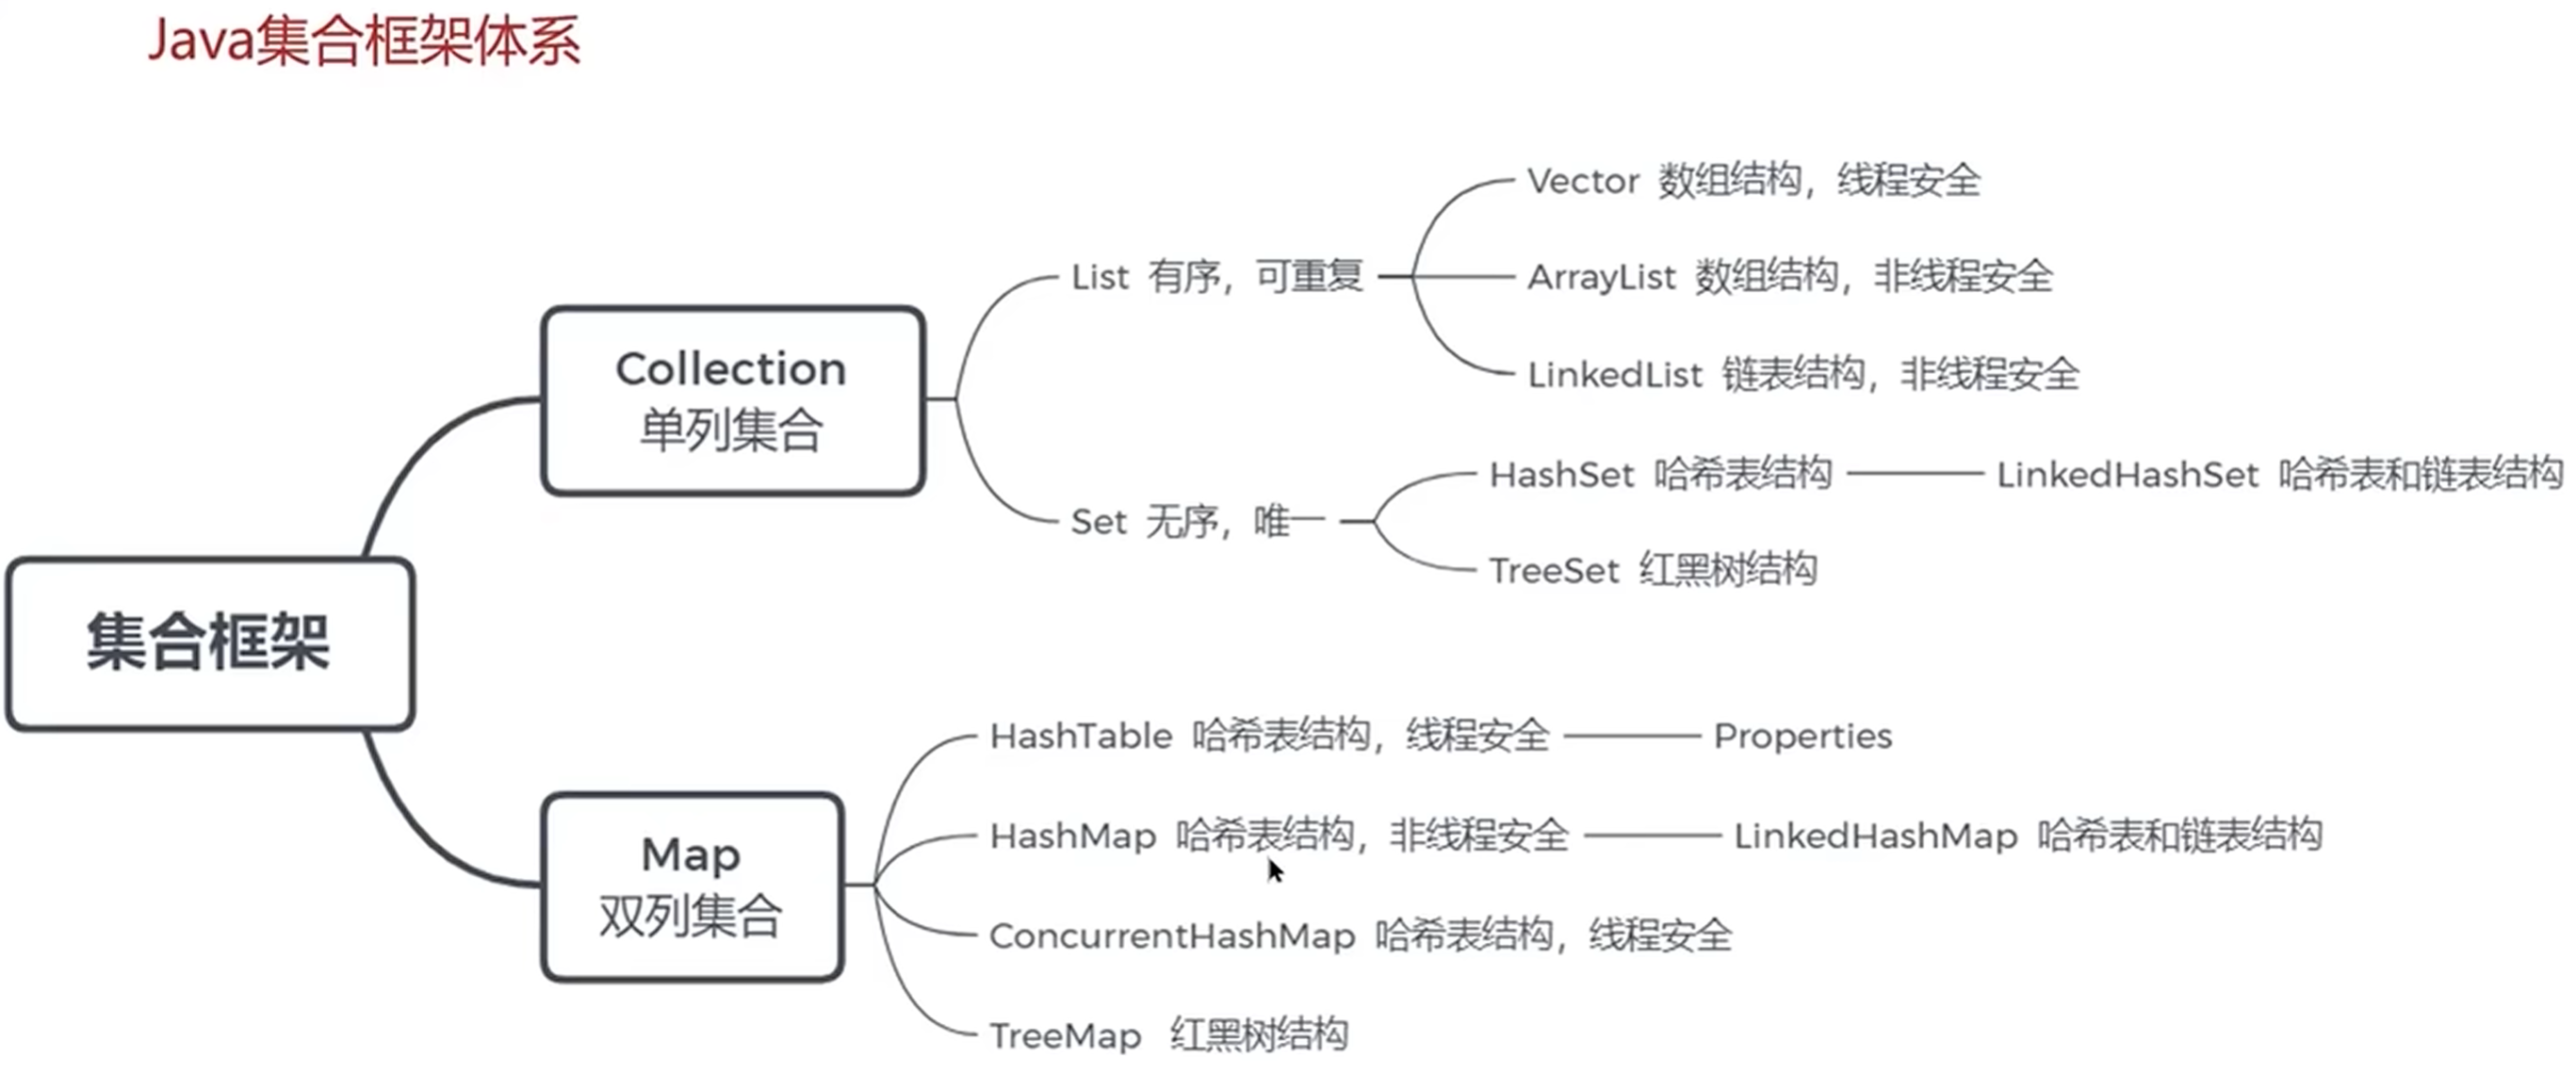 Java集合框架体系
集合框架
Collection
单列集合
List 有序，可重复
Vector 数组结构，线程安全
ArrayList 数组结构，非线程安全
LinkedList 链表结构，非线程安全
Set 无序，唯一
HashSet 哈希表结构
LinkedHashSet 哈希表和链表结构
TreeSet 红黑树结构
Map
双列集合
HashTable 哈希表结构，线程安全
Properties
HashMap 哈希表结构，非线程安全
LinkedHashMap 哈希表和链表结构
ConcurrentHashMap 哈希表结构，线程安全
TreeMap 红黑树结构